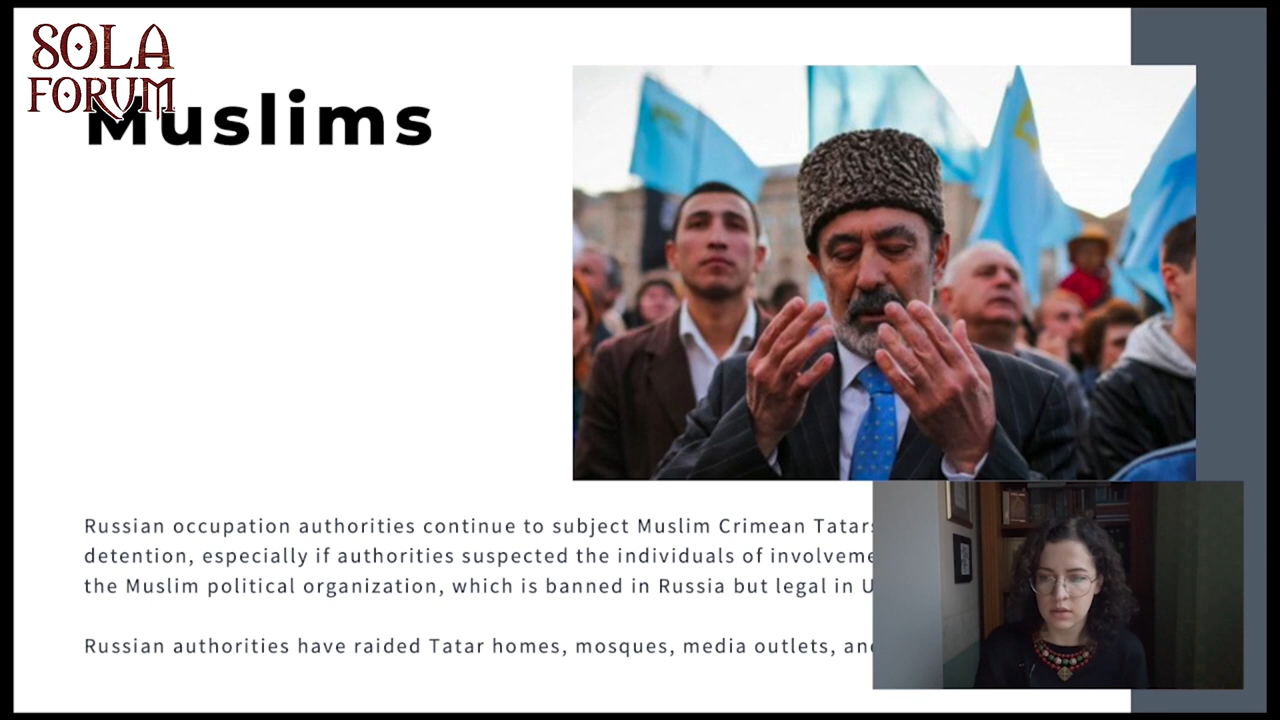 SOLA
FORUM
Muslims
Russian occupation authorities continue to subject Muslim Crimean Tatars
detention, especially if authorities suspected the individuals of
the Muslim political organization, which is banned in Russia but legal in
Russian authorities have raided Tatar homes, mosques, media outlets, and